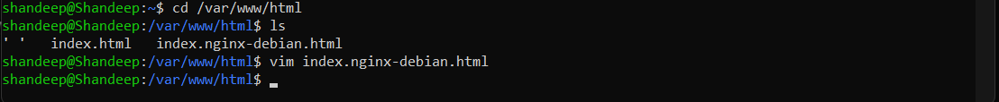 shandeep@Shandeep:~$ cd /var/www/html
shandeep@Shandeep:/var/www/html$ ls
' '   index.html   index.nginx-debian.html
shandeep@Shandeep:/var/www/html$ vim index.nginx-debian.html
shandeep@Shandeep:/var/www/html$